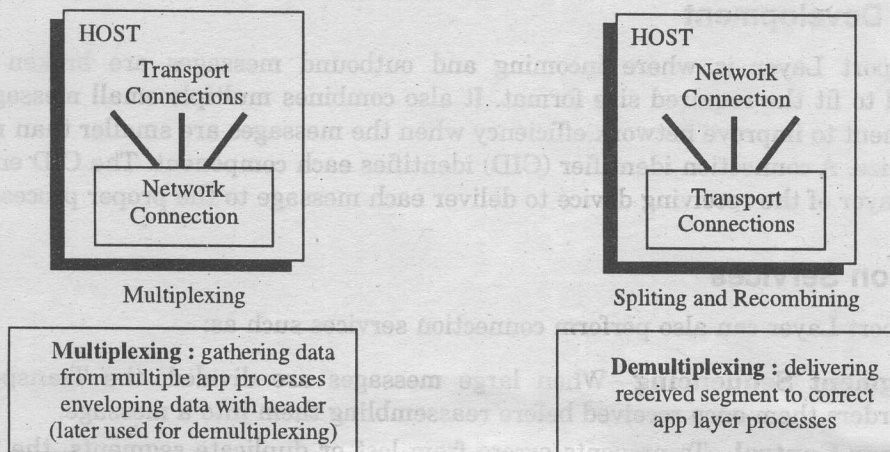 HOST
Transport
Connections
Network
Connection
Multiplexing
Multiplexing : gathering data
from multiple app processes
enveloping data with header
(later used for demultiplexing)
HOST
Network
Connection
Transport
Connections
Spliting and Recombining
Demultiplexing : delivering
received segment to correct
app layer processes